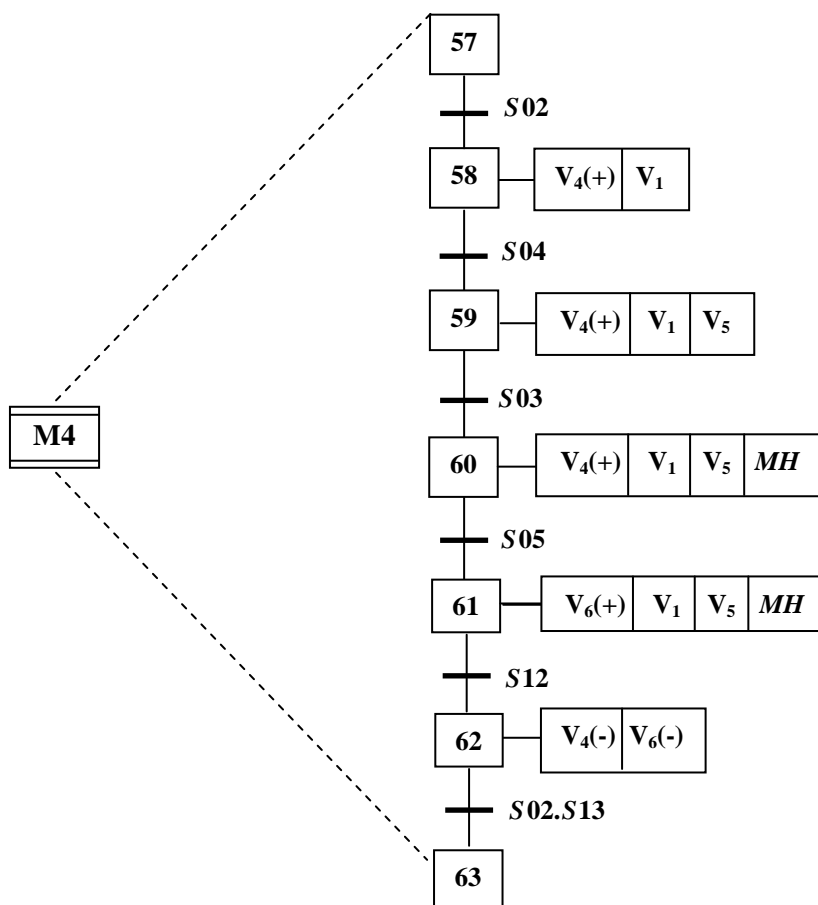 57
S02
58 V₄(+) V₁
S04
59 V₄(+) V₁ V₅
S03
M4
60 V₄(+) V₁ V₅ MH
S05
61 V₆(+) V₁ V₅ MH
S12
62 V₄(-) V₆(-)
S02.S13
63